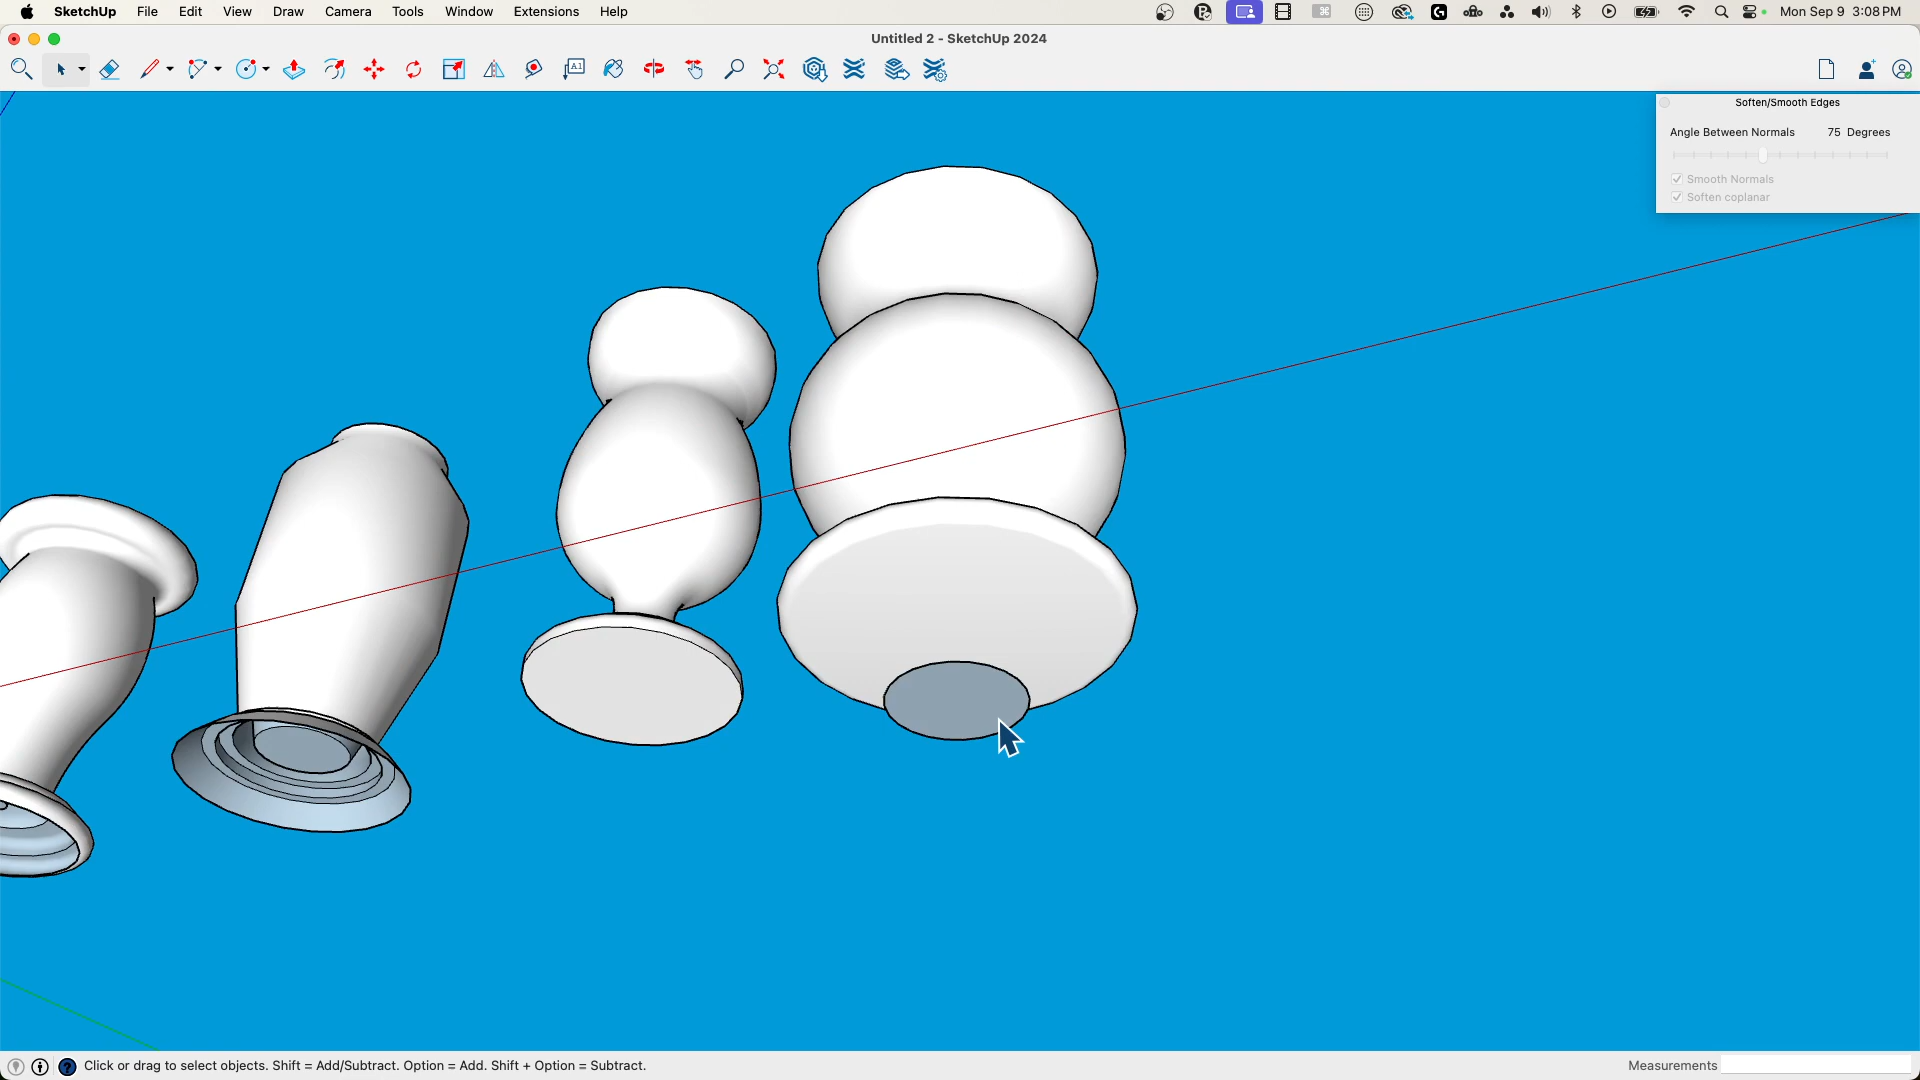 SketchUp File Edit View Draw Camera Tools Window Extensions Help Mon Sep 9 3:08 PM
Untitled 2 - SketchUp 2024
A1
Soften/Smooth Edges
Angle Between Normals 75 Degrees
Smooth Normals
Soften coplanar
Click or drag to select objects. Shift = Add/Subtract. Option = Add. Shift + Option = Subtract. Measurements